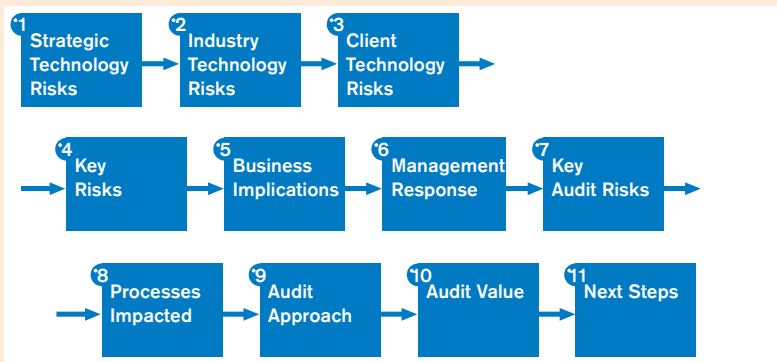 1
Strategic
Technology
Risks
2
Industry
Technology
Risks
3
Client
Technology
Risks
4
Key
Risks
5
Business
Implications
6
Management
Response
7
Key
Audit Risks
8
Processes
Impacted
9
Audit
Approach
10
Audit Value
11
Next Steps